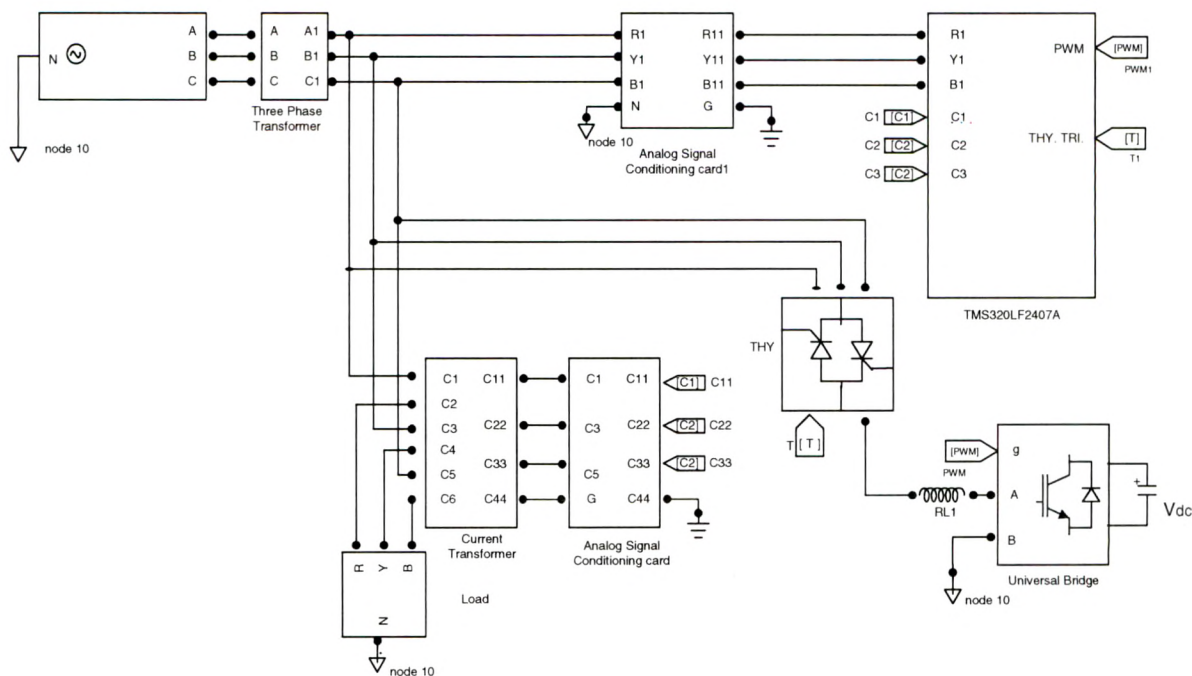 N
A
B
C
A
B
C
A1
B1
C1
Three Phase
Transformer
node 10
R1
Y1
B1
N
R11
Y11
B11
G
node 10
Analog Signal
Conditioning card1
R1
Y1
B1
C1
C2
C3
PWM
THY. TRI.
C1 [C1]
C2 [C2]
C3 [C2]
[PWM]
PWM1
[T]
T1
TMS320LF2407A
THY
T [T]
C1
C2
C3
C4
C5
C6
C11
C22
C33
C44
Current
Transformer
C1
C3
C5
G
C11
C22
C33
C44
[C1] C11
[C2] C22
[C2] C33
Analog Signal
Conditioning card
R
Y
B
N
Load
node 10
[PWM]
PWM
RL1
g
A
B
+
Vdc
Universal Bridge
node 10